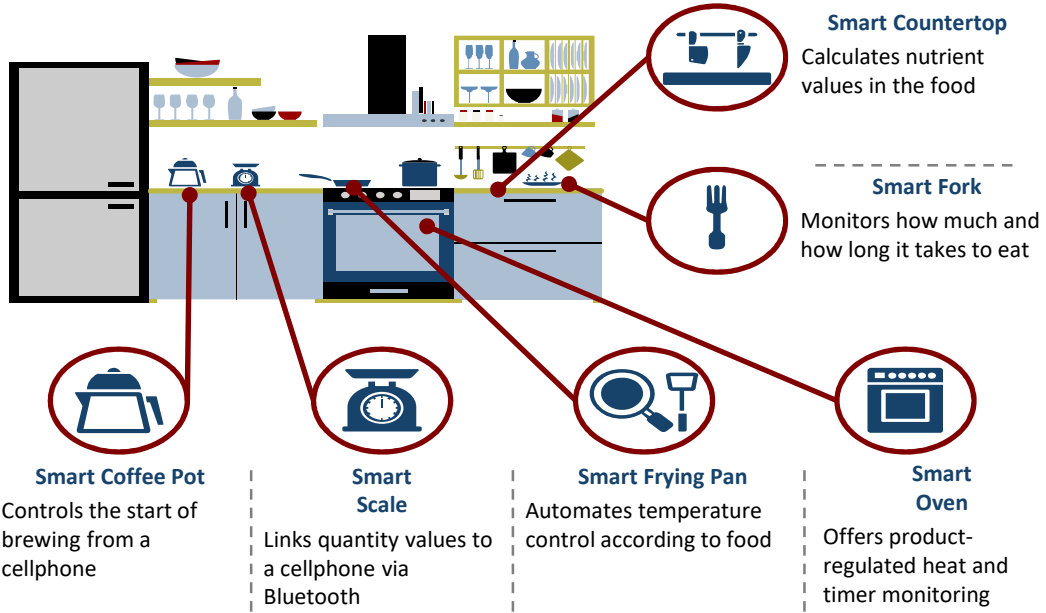 Smart Countertop
Calculates nutrient
values in the food
Smart Fork
Monitors how much and
how long it takes to eat
Smart Coffee Pot
Controls the start of
brewing from a
cellphone
Smart
Scale
Links quantity values to
a cellphone via
Bluetooth
Smart Frying Pan
Automates temperature
control according to food
Smart
Oven
Offers product-
regulated heat and
timer monitoring